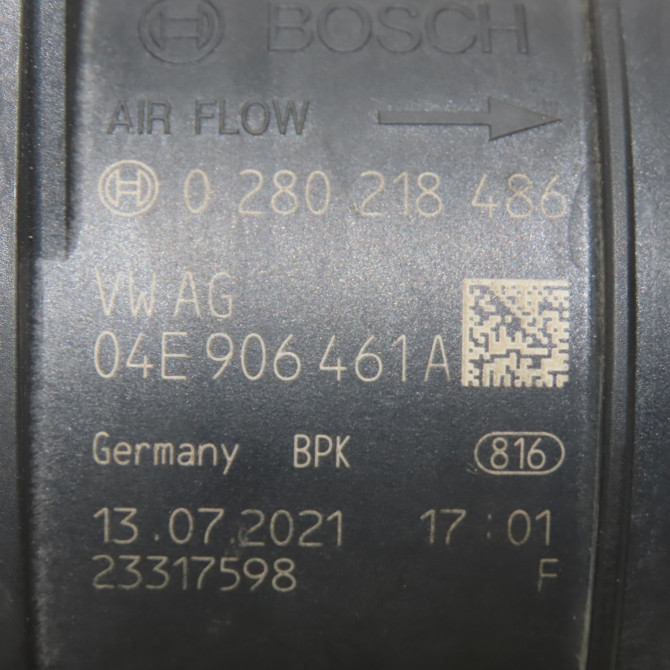 BOSCH
AIR FLOW
0 280 218 486
VW AG
04E 906 461 A
Germany BPK 816
13.07.2021 17:01
23317598 F